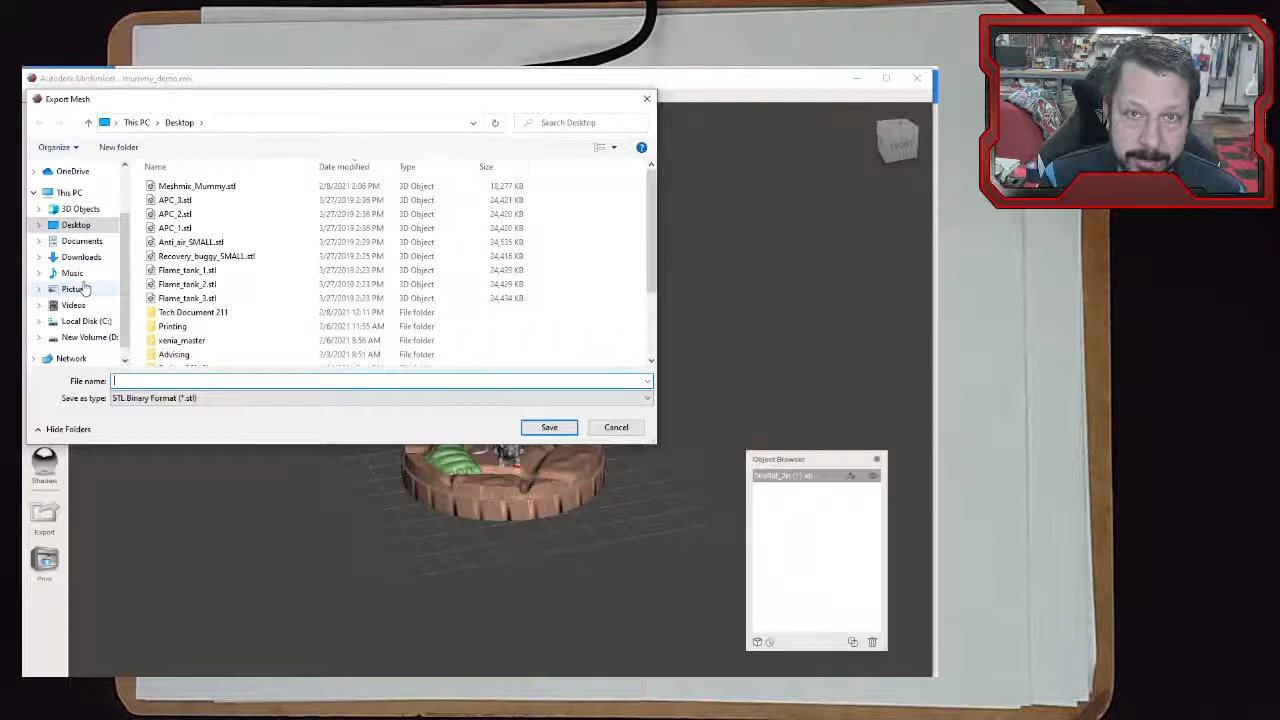 Autodesk Meshmixer - mummy_demo.mix
Export Mesh
This PC > Desktop >
Search Desktop
Organize
New folder
Name Date modified Type Size
OneDrive
This PC
3D Objects
Desktop
Documents
Downloads
Music
Videos
Local Disk (C:)
New Volume (D:
Network
Meshmix_Mummy.stl 2/8/2021 2:06 PM 3D Object 18,277 KB
APC_3.stl 3/27/2019 2:36 PM 3D Object 24,421 KB
APC_2.stl 3/27/2019 2:36 PM 3D Object 24,420 KB
APC_1.stl 3/27/2019 2:36 PM 3D Object 24,428 KB
Anti_air_SMALL.stl 3/27/2019 2:29 PM 3D Object 24,535 KB
Recovery_buggy_SMALL.stl 3/27/2019 2:25 PM 3D Object 24,416 KB
Flame_tank_1.stl 3/27/2019 2:23 PM 3D Object 24,429 KB
Flame_tank_2.stl 3/27/2019 2:23 PM 3D Object 24,429 KB
Flame_tank_3.stl 3/27/2019 2:23 PM 3D Object 24,434 KB
Tech Document 211 2/8/2021 12:11 PM File folder
Printing 2/6/2021 11:55 AM File folder
xenia_master 2/6/2021 8:56 AM File folder
Advising 2/3/2021 8:51 AM File folder
File name:
Save as type: STL Binary Format (*.stl)
Hide Folders
Save
Cancel
FRONT
Shaders
Export
Print
Object Browser